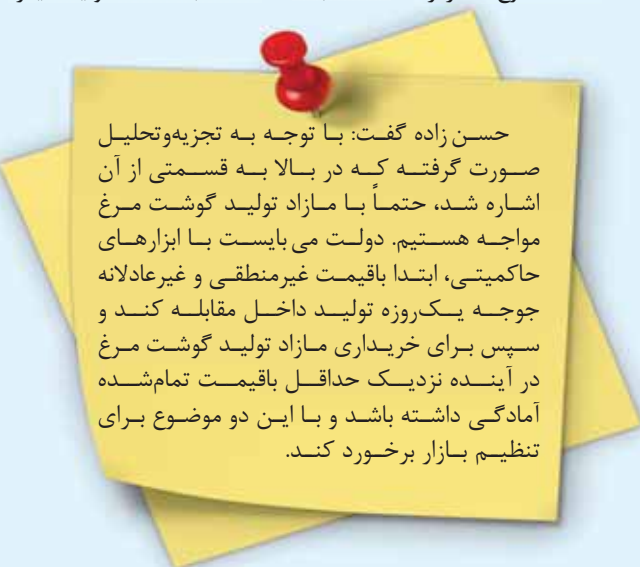 حسن زاده گفت: با توجه به تجزیهوتحلیل
صورت گرفته که در بالا به قسمتی از آن
اشاره شد، حتماً با مازاد تولید گوشت مرغ
مواجه هستیم. دولت می‌بایست با ابزارهای
حاکمیتی، ابتدا باقیمت غیرمنطقی و غیرعادلانه
جوجه یک‌روزه تولید داخل مقابله کند و
سپس برای خریداری مازاد تولید گوشت مرغ
در آینده نزدیک حداقل باقیمت تمام‌شده
آمادگی داشته باشد و با این دو موضوع برای
تنظیم بازار برخورد کند.